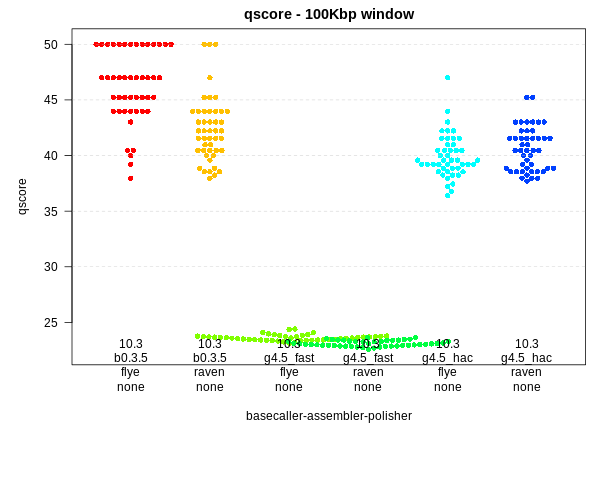 qscore - 100Kbp window
qscore
50
45
40
35
30
25
10.3 10.3 10.3 10.3 10.3 10.3
b0.3.5 b0.3.5 g4.5_fast g4.5_fast g4.5_hac g4.5_hac
flye raven flye raven flye raven
none none none none none none
basecaller-assembler-polisher